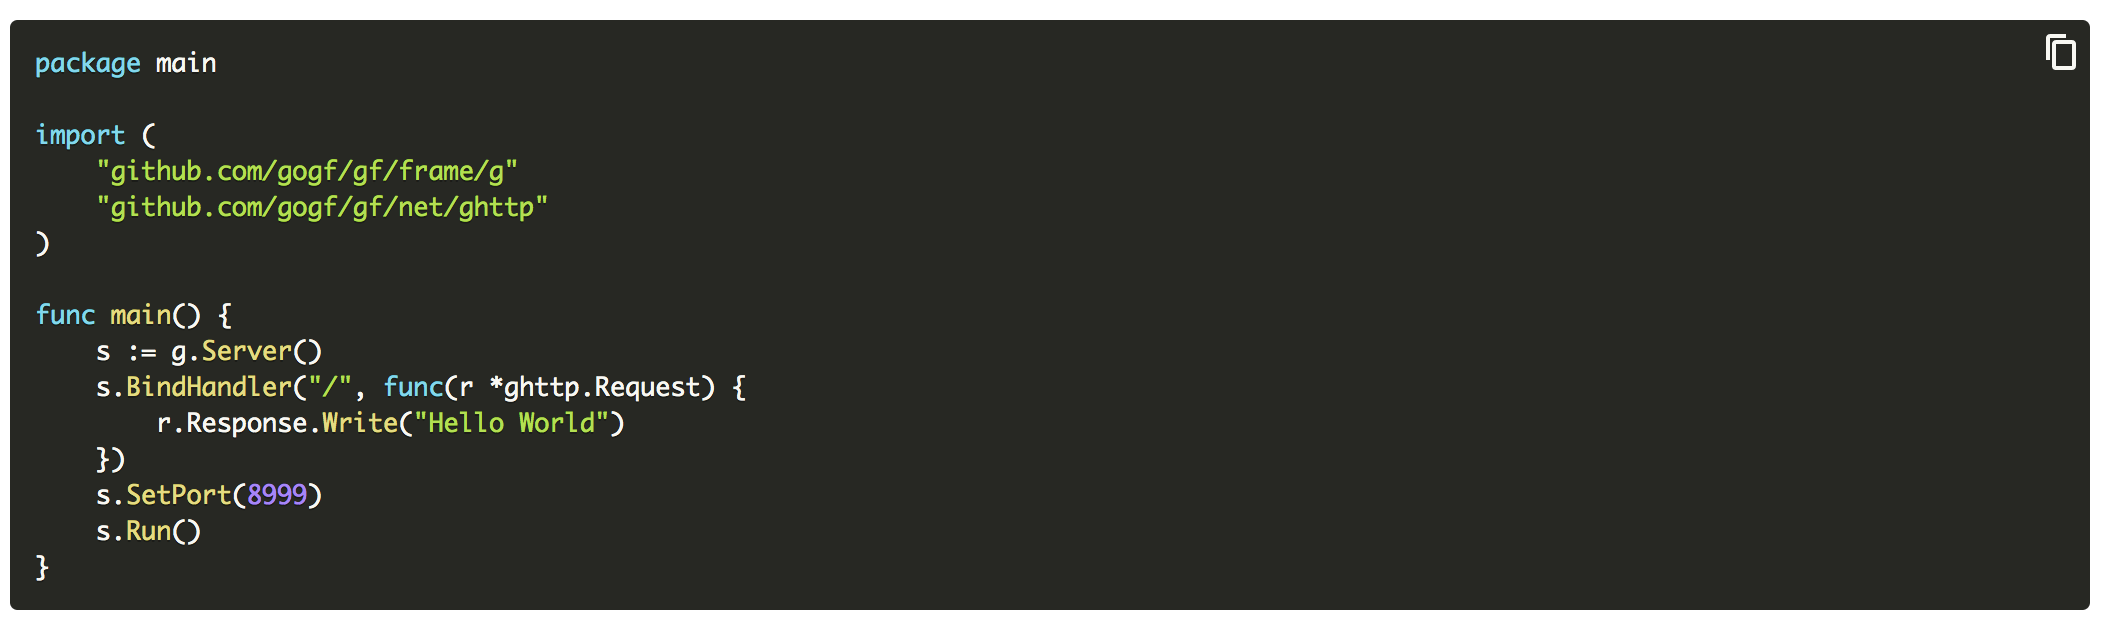 package main

import (
    "github.com/gogf/gf/frame/g"
    "github.com/gogf/gf/net/ghttp"
)

func main() {
    s := g.Server()
    s.BindHandler("/", func(r *ghttp.Request) {
        r.Response.Write("Hello World")
    })
    s.SetPort(8999)
    s.Run()
}